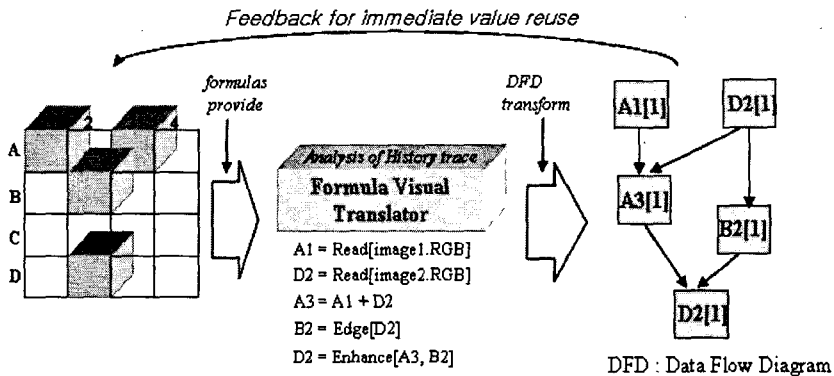 Feedback for immediate value reuse
formulas
provide
DFD
transform
2
4
A
B
C
D
Analysis of History trace
Formula Visual
Translator
A1 = Read[image1.RGB]
D2 = Read[image2.RGB]
A3 = A1 + D2
B2 = Edge[D2]
D2 = Enhance[A3, B2]
A1[1]
D2[1]
A3[1]
B2[1]
D2[1]
DFD : Data Flow Diagram